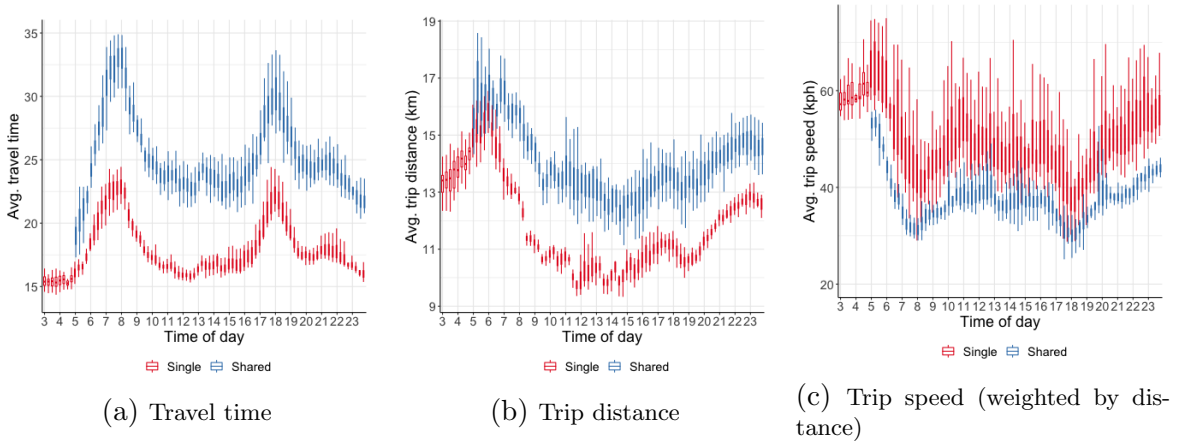 35
30
25
20
15
Avg. travel time
3 4 5 6 7 8 9 10 11 12 13 14 15 16 17 18 19 20 21 22 23
Time of day
Single Shared
(a) Travel time
19
17
15
13
11
9
Avg. trip distance (km)
3 4 5 6 7 8 9 10 11 12 13 14 15 16 17 18 19 20 21 22 23
Time of day
Single Shared
(b) Trip distance
60
40
20
Avg. trip speed (kph)
3 4 5 6 7 8 9 10 11 12 13 14 15 16 17 18 19 20 21 22 23
Time of day
Single Shared
(c) Trip speed (weighted by dis-
tance)